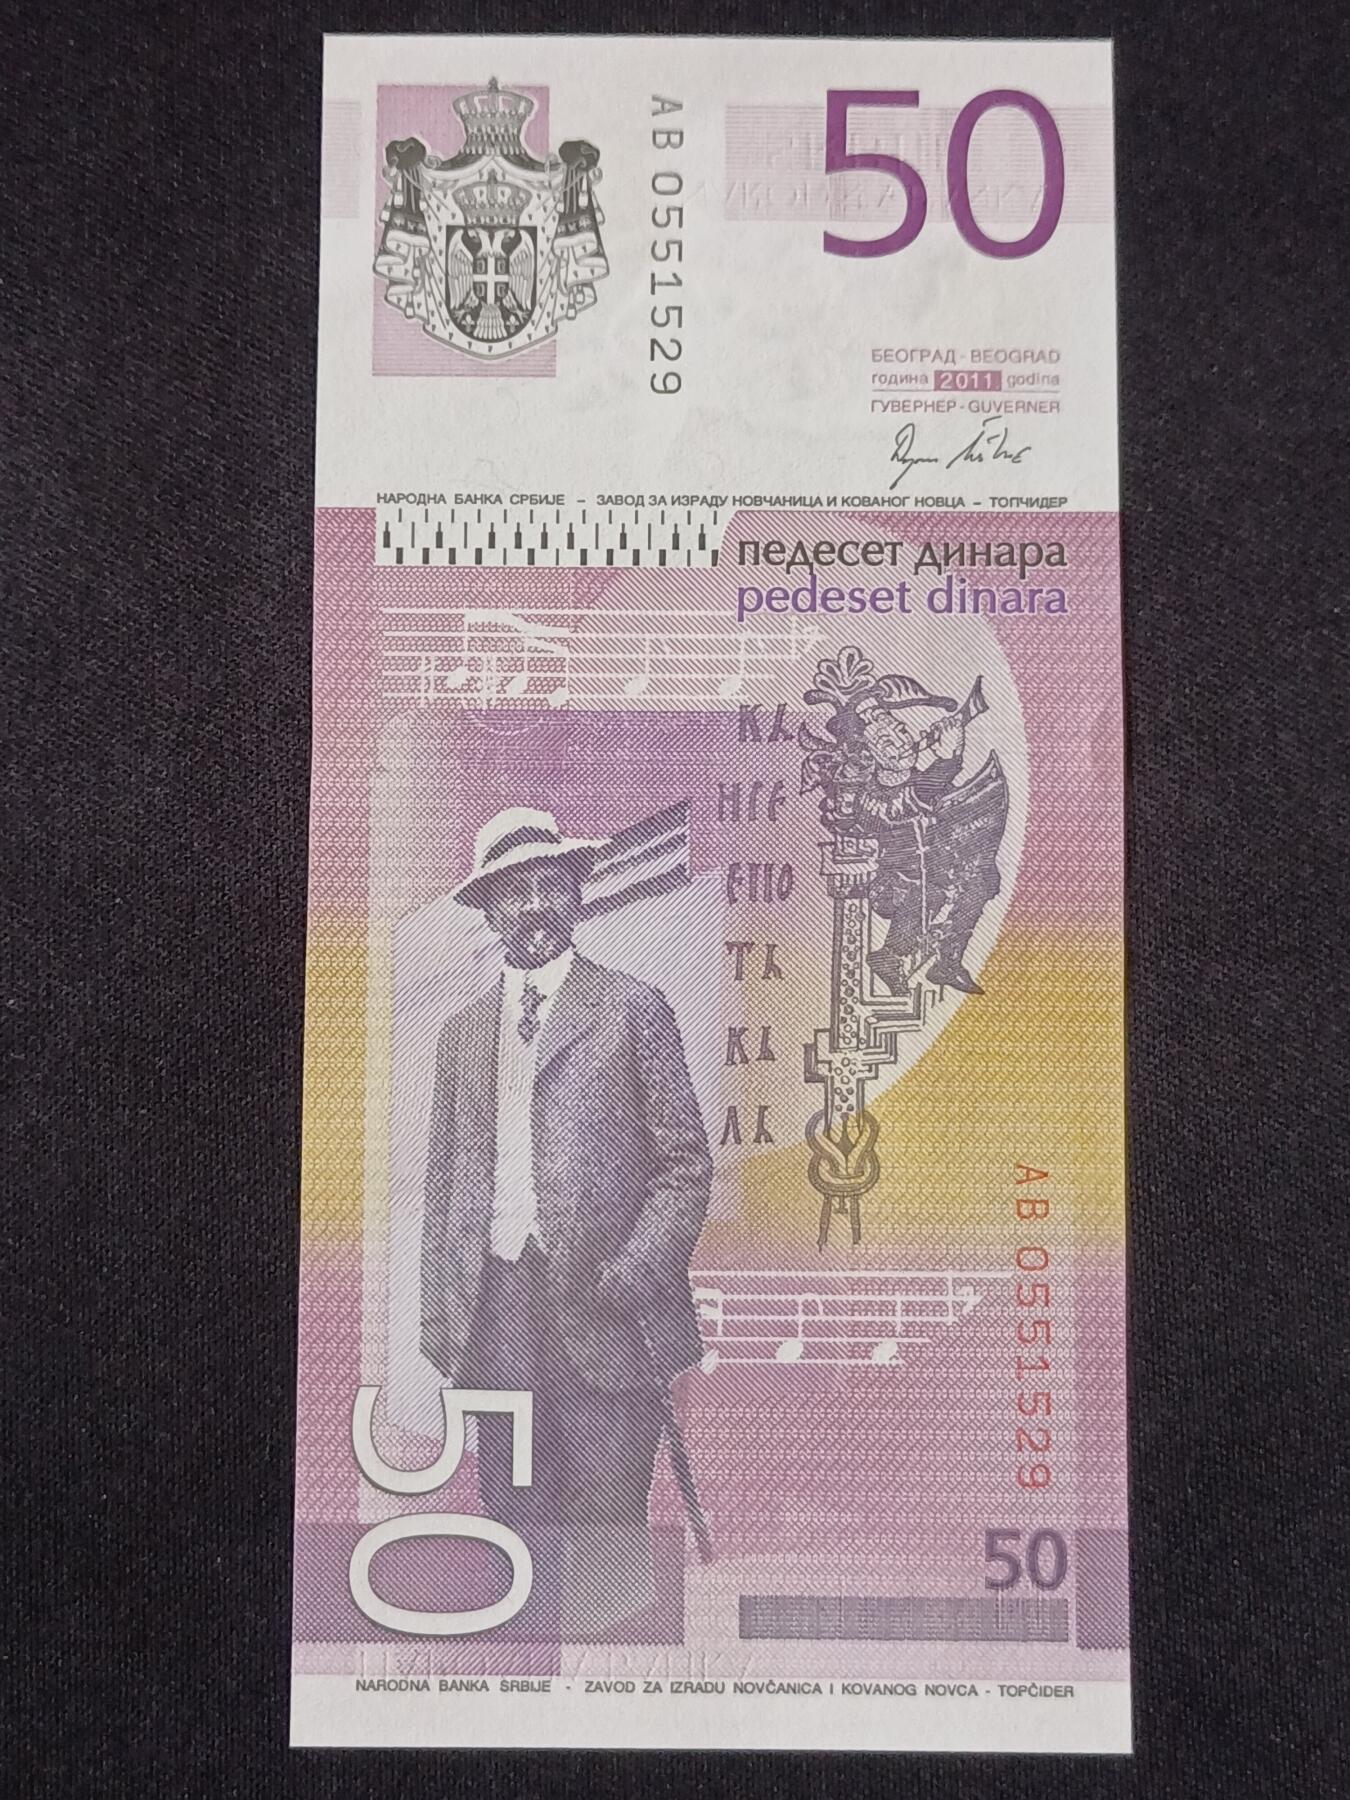 AB 0551529
50
БЕОГРАД - BEOGRAD
година 2011. godina
ГУВЕРНЕР - GUVERNER
НАРОДНА БАНКА СРБИЈЕ – ЗАВОД ЗА ИЗРАДУ НОВЧАНИЦА И КОВАНОГ НОВЦА – ТОПЧИДЕР
педесет динара
pedeset dinara
AB 0551529
50
50
NARODNA BANKA SRBIJE - ZAVOD ZA IZRADU NOVČANICA I KOVANOG NOVCA - TOPČIDER